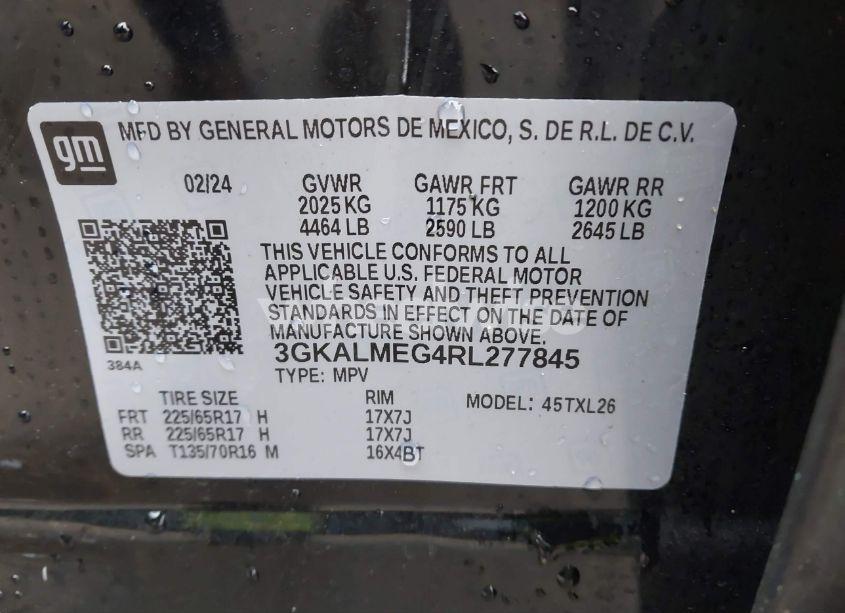 gm
MFD BY GENERAL MOTORS DE MEXICO, S. DE R.L. DE C.V.
02/24 GVWR GAWR FRT GAWR RR
2025 KG 1175 KG 1200 KG
4464 LB 2590 LB 2645 LB
THIS VEHICLE CONFORMS TO ALL
APPLICABLE U.S. FEDERAL MOTOR
VEHICLE SAFETY AND THEFT PREVENTION
STANDARDS IN EFFECT ON THE DATE OF
MANUFACTURE SHOWN ABOVE.
3GKALMEG4RL277845
384A
TYPE: MPV
TIRE SIZE RIM MODEL: 45TXL26
FRT 225/65R17 H 17X7J
RR 225/65R17 H 17X7J
SPA T135/70R16 M 16X4BT